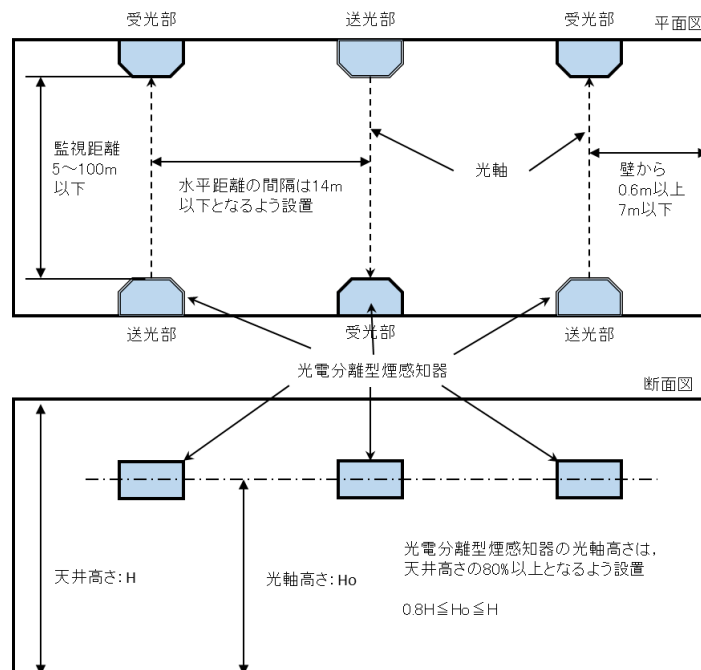 受光部
送光部
受光部
平面図
監視距離
5～100m
以下
水平距離の間隔は14m
以下となるよう設置
光軸
壁から
0.6m以上
7m以下
送光部
受光部
送光部
光電分離型煙感知器
断面図
天井高さ:H
光軸高さ:Ho
光電分離型煙感知器の光軸高さは,
天井高さの80%以上となるよう設置
0.8H≦Ho≦H